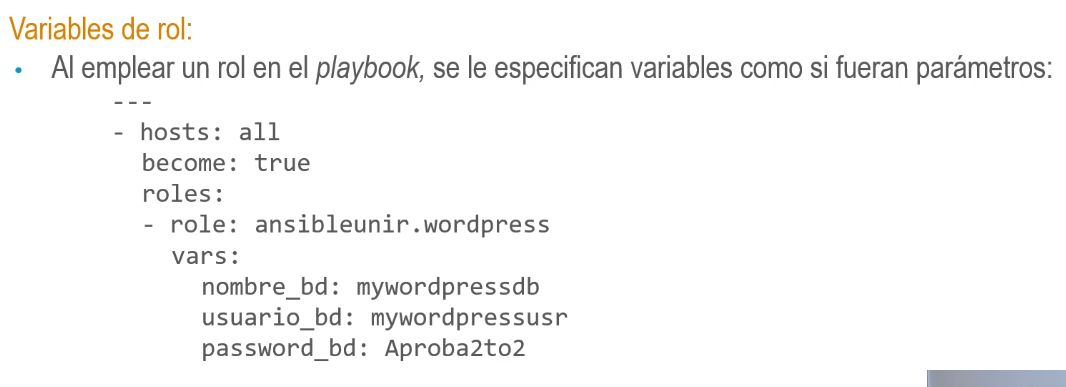 Variables de rol:
• Al emplear un rol en el playbook, se le especifican variables como si fueran parámetros:
---
- hosts: all
  become: true
  roles:
  - role: ansibleunir.wordpress
    vars:
      nombre_bd: mywordpressdb
      usuario_bd: mywordpressusr
      password_bd: Aproba2to2